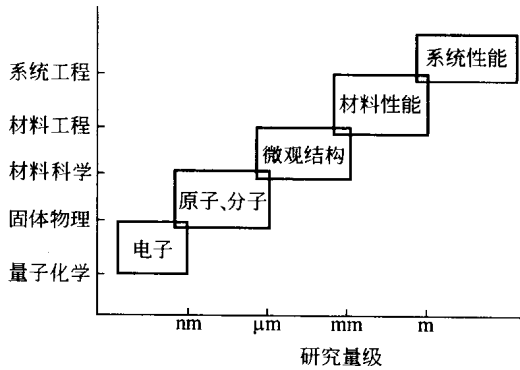 系统工程
材料工程
材料科学
固体物理
量子化学
系统性能
材料性能
微观结构
原子、分子
电子
nm μm mm m
研究量级